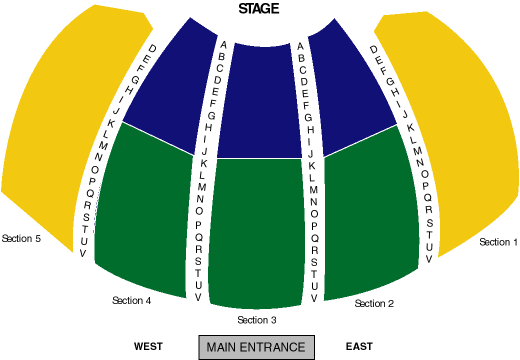 STAGE
D E F G H I J K L M N O P Q R S T U V
A B C D E F G H I J K L M N O P Q R S T U V
A B C D E F G H I J K L M N O P Q R S T U V
D E F G H I J K L M N O P Q R S T U V
Section 5
Section 4
Section 3
Section 2
Section 1
WEST
MAIN ENTRANCE
EAST